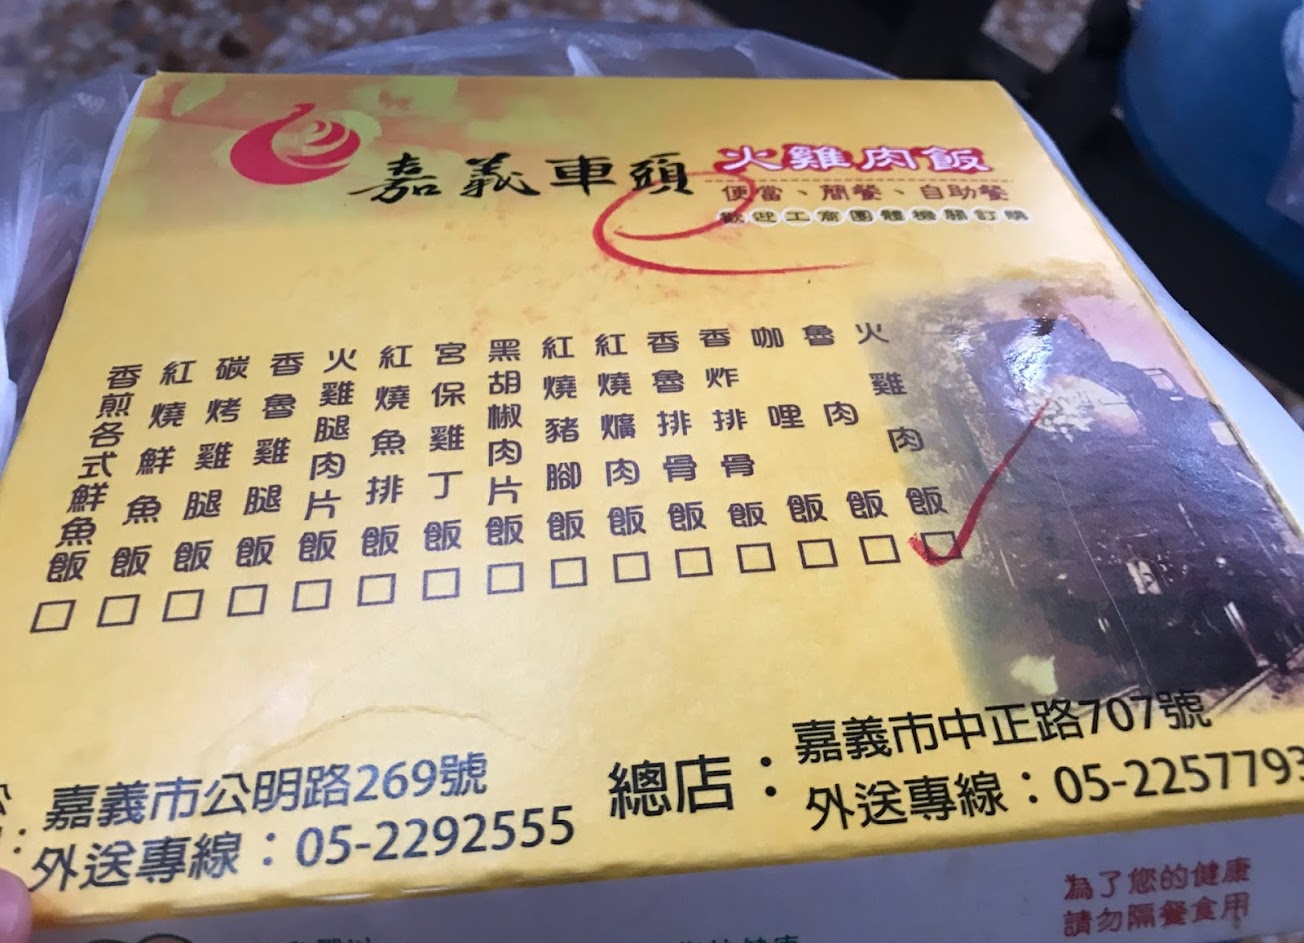 嘉義車頭
火雞肉飯
便當、簡餐、自助餐
歡迎工商團體機關訂購
火雞肉飯□
魯肉飯□
咖哩飯□
香炸排骨飯□
香魯排骨飯□
紅燒爌肉飯□
紅燒豬腳飯□
黑胡椒肉片飯□
宮保雞丁飯□
紅燒魚排飯□
火雞腿肉片飯□
香魯雞腿飯□
碳烤雞腿飯□
紅燒鮮魚飯□
香煎各式鮮魚飯□
總店：
嘉義市中正路707號
外送專線：05-2257793
嘉義市公明路269號
外送專線：05-2292555
為了您的健康
請勿隔餐食用